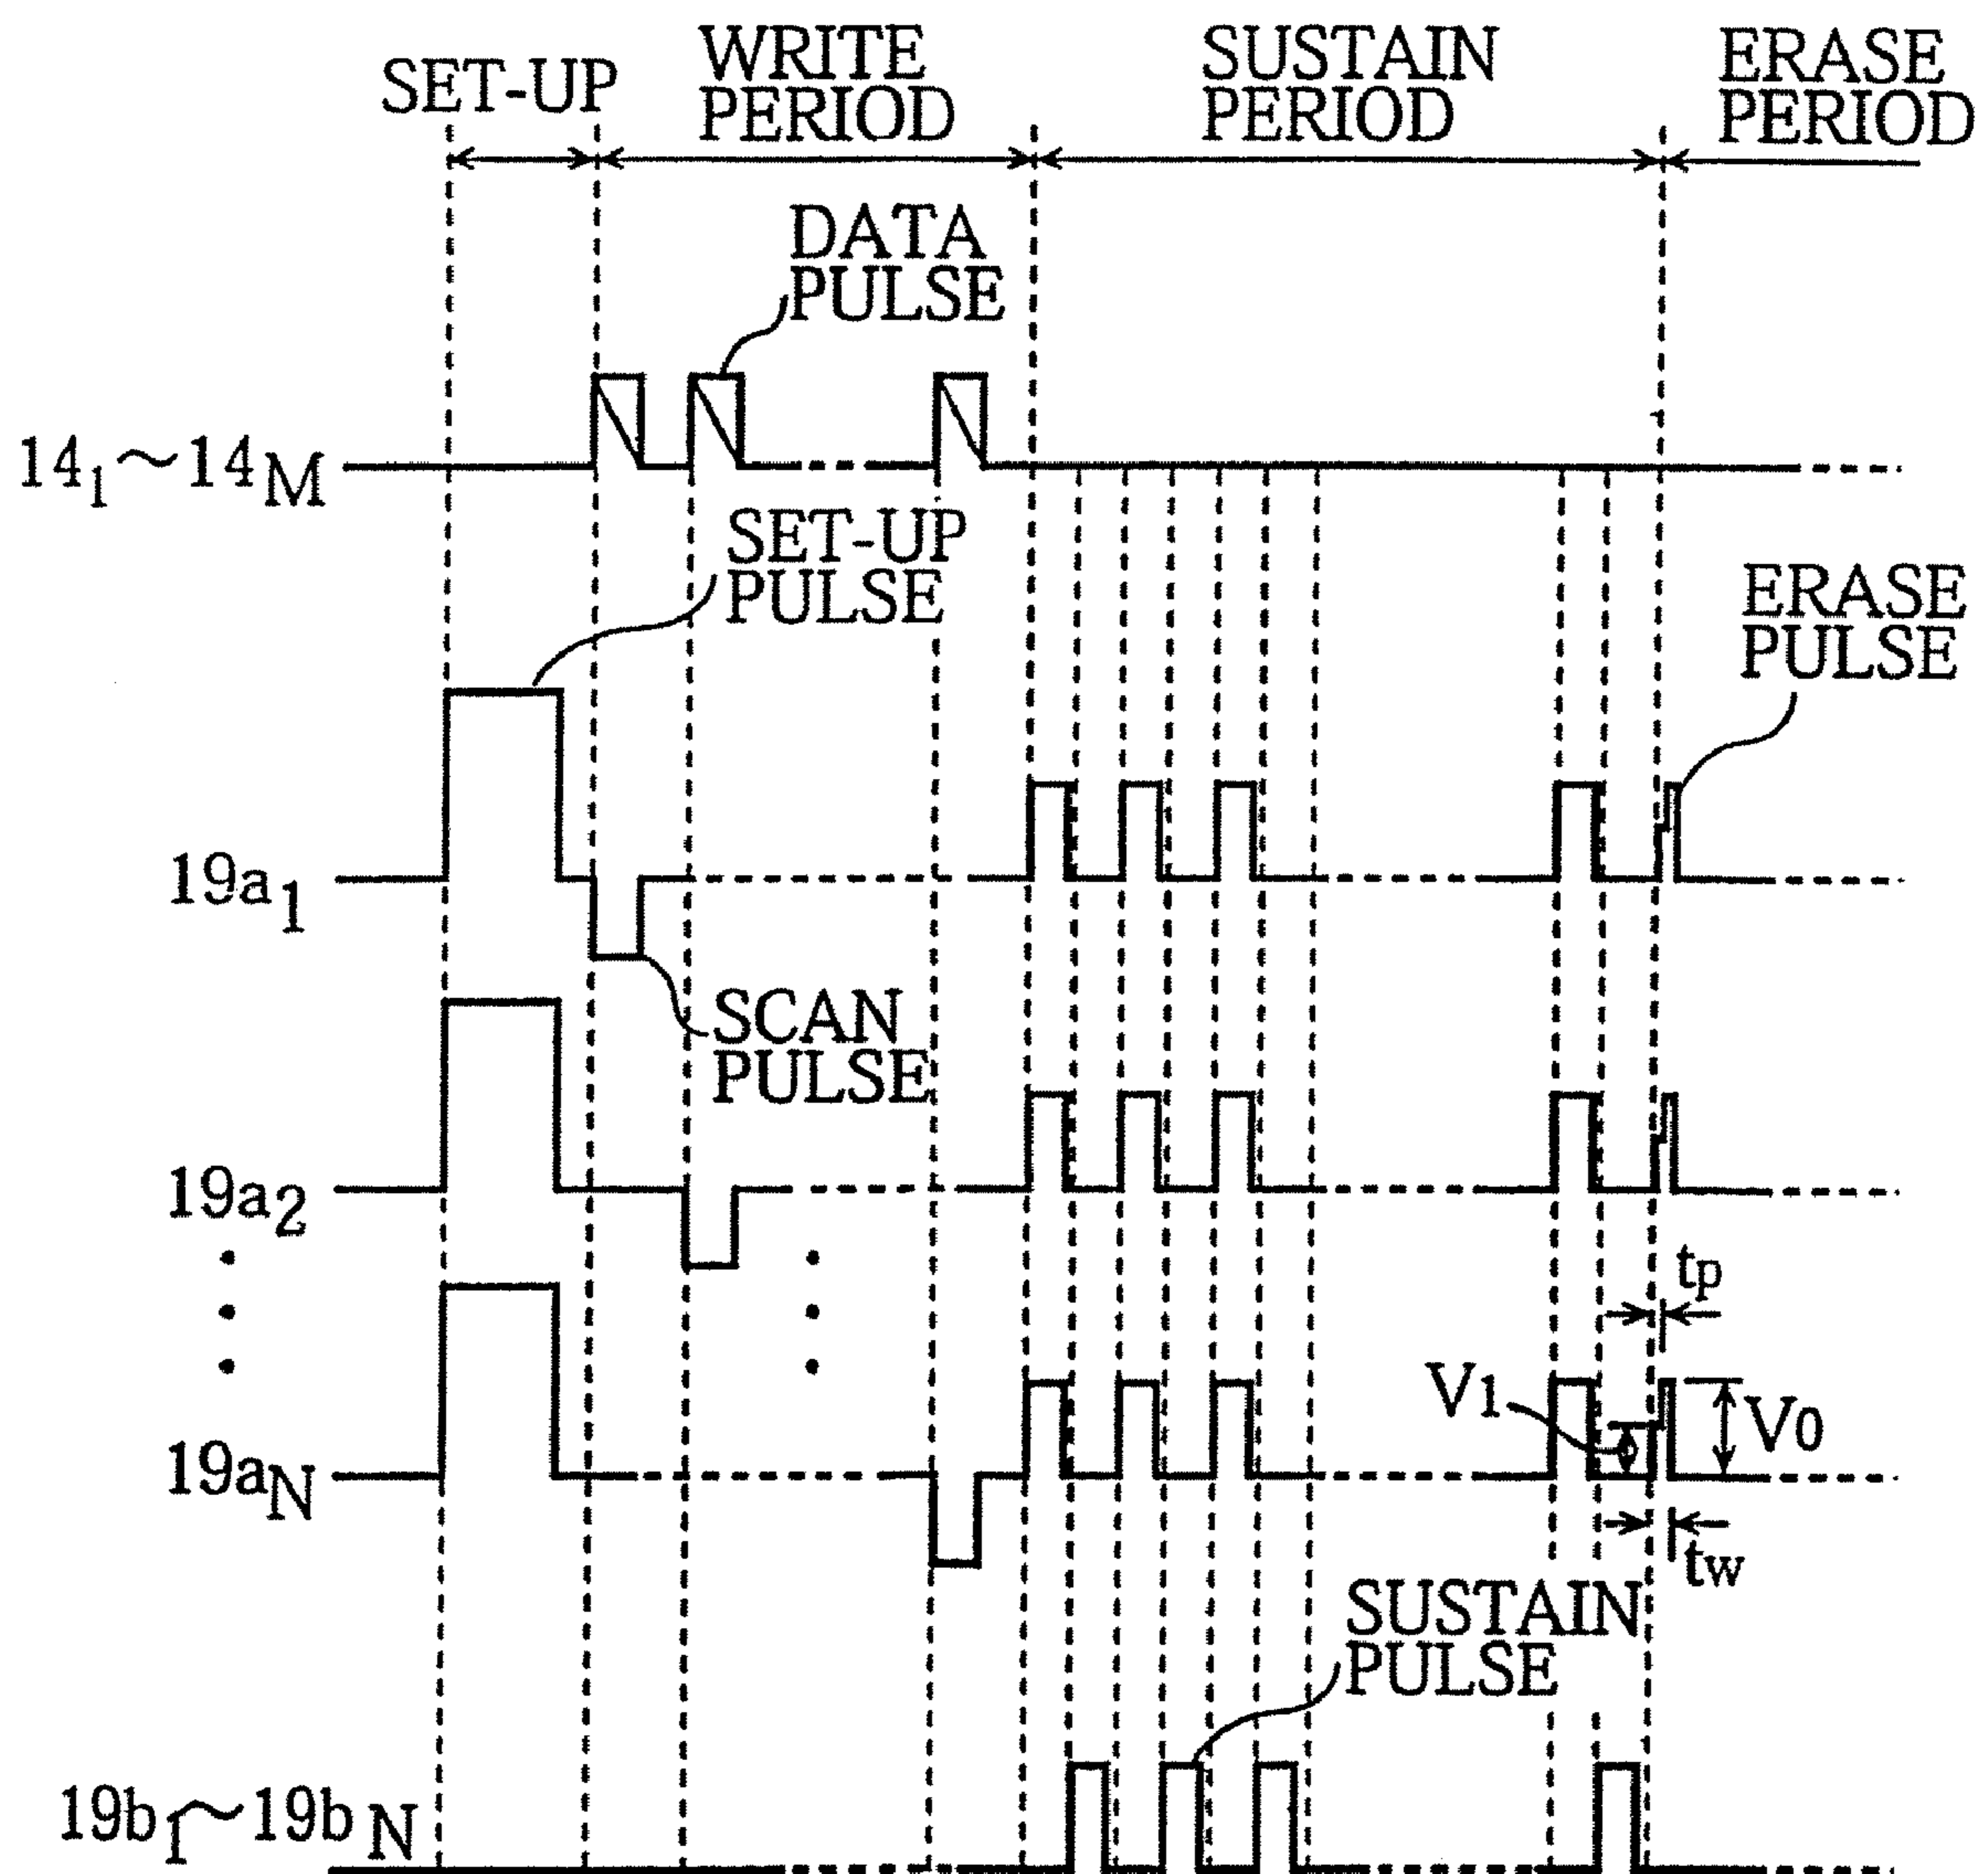 SET-UP
WRITE
PERIOD
SUSTAIN
PERIOD
ERASE
PERIOD
DATA
PULSE
14₁~14M
SET-UP
PULSE
ERASE
PULSE
19a₁
SCAN
PULSE
19a₂
tp
V1
V0
19aN
tw
SUSTAIN
PULSE
19b₁~19bN